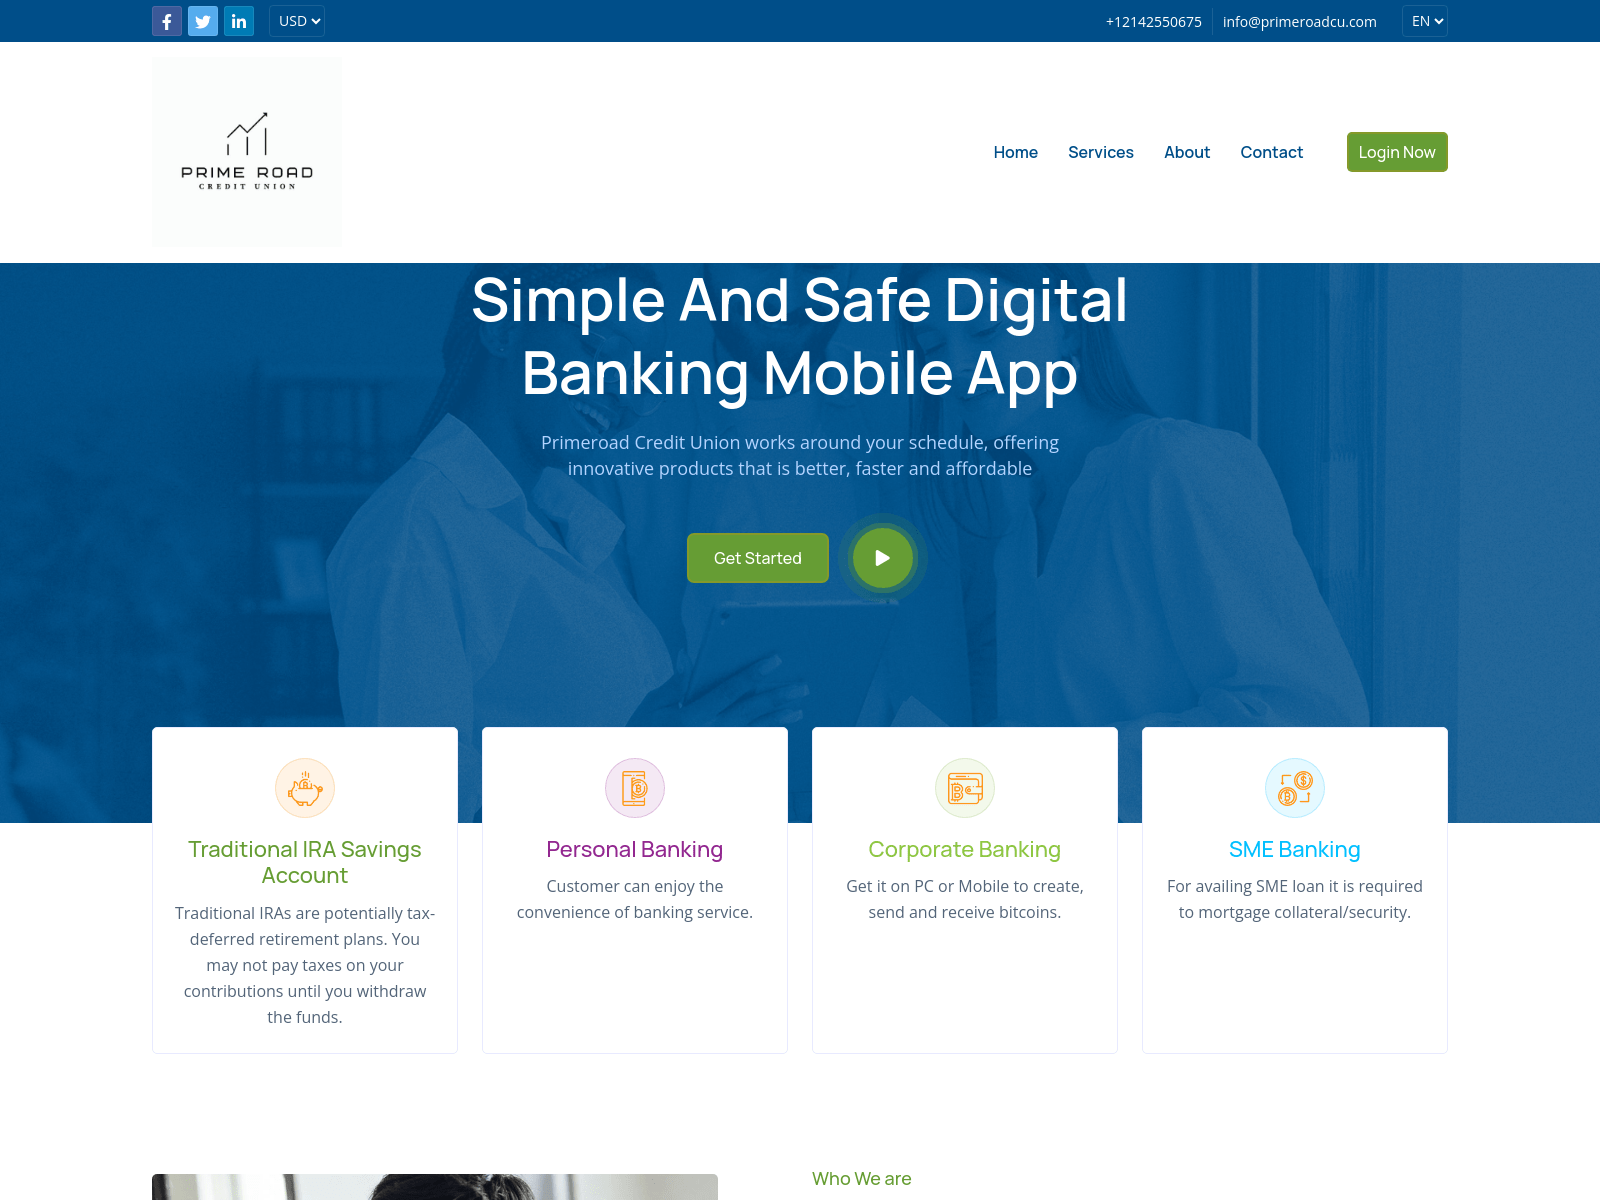 USD
+12142550675
info@primeroadcu.com
EN
PRIME ROAD
CREDIT UNION
Home
Services
About
Contact
Login Now
Simple And Safe Digital
Banking Mobile App
Primeroad Credit Union works around your schedule, offering
innovative products that is better, faster and affordable
Get Started
Traditional IRA Savings
Account
Traditional IRAs are potentially tax-
deferred retirement plans. You
may not pay taxes on your
contributions until you withdraw
the funds.
Personal Banking
Customer can enjoy the
convenience of banking service.
Corporate Banking
Get it on PC or Mobile to create,
send and receive bitcoins.
SME Banking
For availing SME loan it is required
to mortgage collateral/security.
Who We are